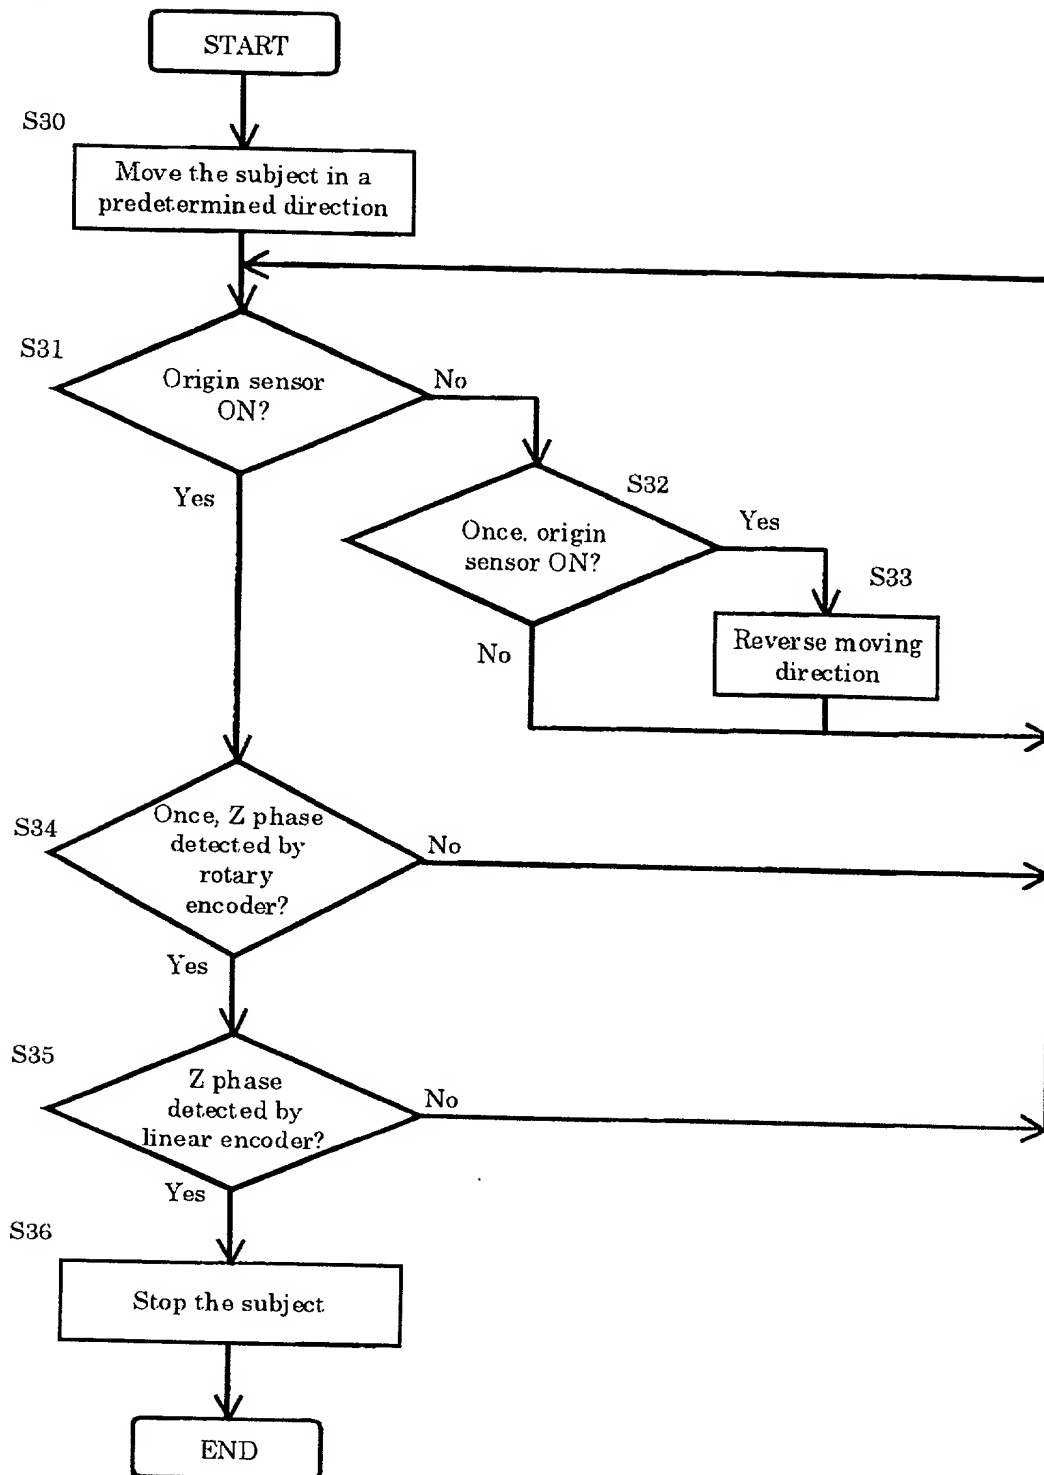 START
S30
Move the subject in a
predetermined direction
S31
Origin sensor
ON?
No
Yes
S32
Once. origin
sensor ON?
Yes
No
S33
Reverse moving
direction
S34
Once, Z phase
detected by
rotary
encoder?
No
Yes
S35
Z phase
detected by
linear encoder?
No
Yes
S36
Stop the subject
END